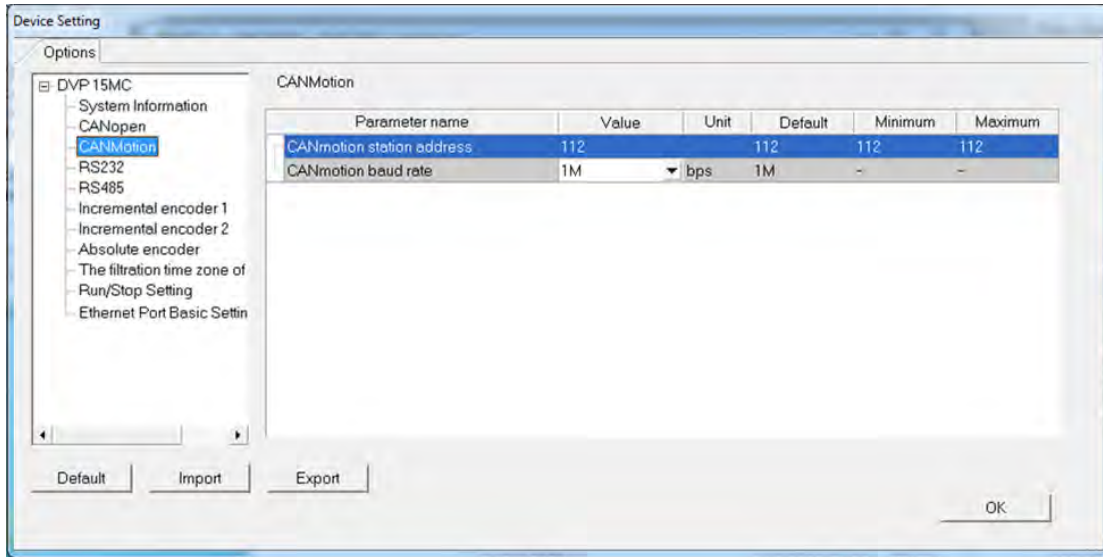 Device Setting
Options
DVP 15MC
System Information
CANopen
CANMotion
RS232
RS485
Incremental encoder 1
Incremental encoder 2
Absolute encoder
The filtration time zone of
Run/Stop Setting
Ethernet Port Basic Settin
CANMotion
Parameter name Value Unit Default Minimum Maximum
CANmotion station address 112 112 112 112
CANmotion baud rate 1M bps 1M - -
Default Import Export
OK